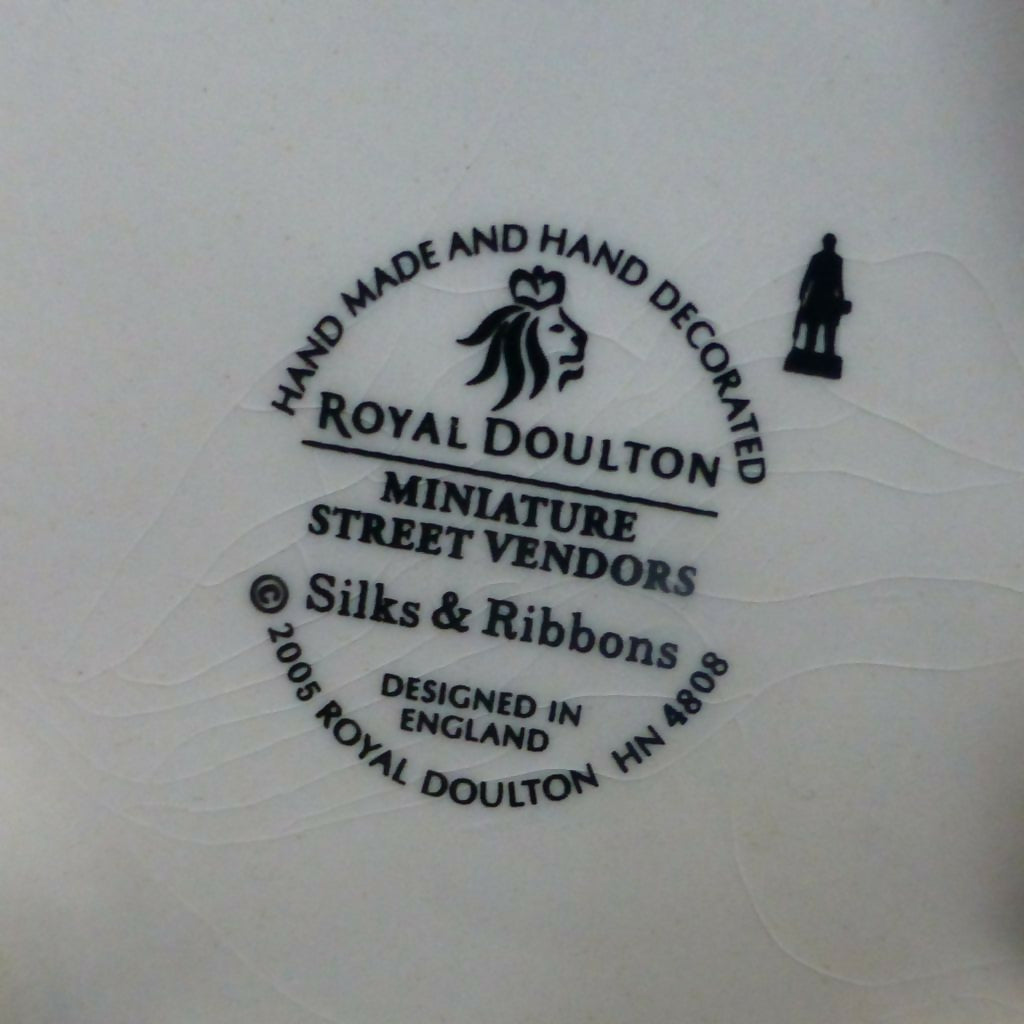 HAND MADE AND HAND DECORATED
ROYAL DOULTON
MINIATURE
STREET VENDORS
Silks & Ribbons
DESIGNED IN
ENGLAND
© 2005 ROYAL DOULTON HN 4808